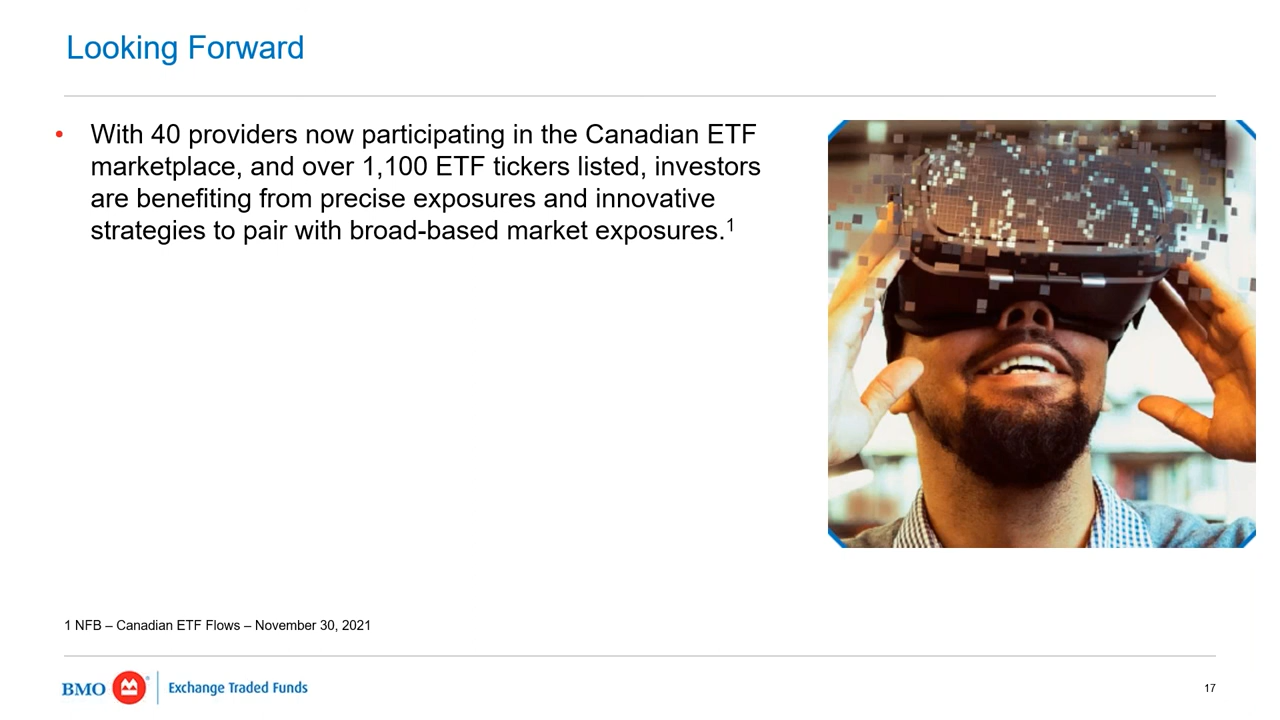 Looking Forward
• With 40 providers now participating in the Canadian ETF
marketplace, and over 1,100 ETF tickers listed, investors
are benefiting from precise exposures and innovative
strategies to pair with broad-based market exposures.1
1 NFB – Canadian ETF Flows – November 30, 2021
BMO Exchange Traded Funds
17